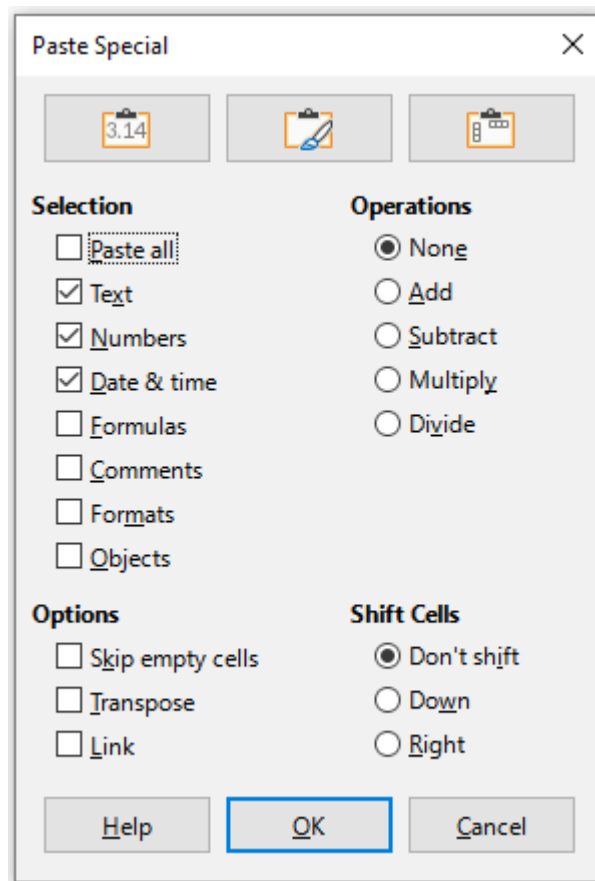 Paste Special
3.14
Selection
Paste all
Text
Numbers
Date & time
Formulas
Comments
Formats
Objects
Operations
None
Add
Subtract
Multiply
Divide
Options
Skip empty cells
Transpose
Link
Shift Cells
Don't shift
Down
Right
Help
OK
Cancel